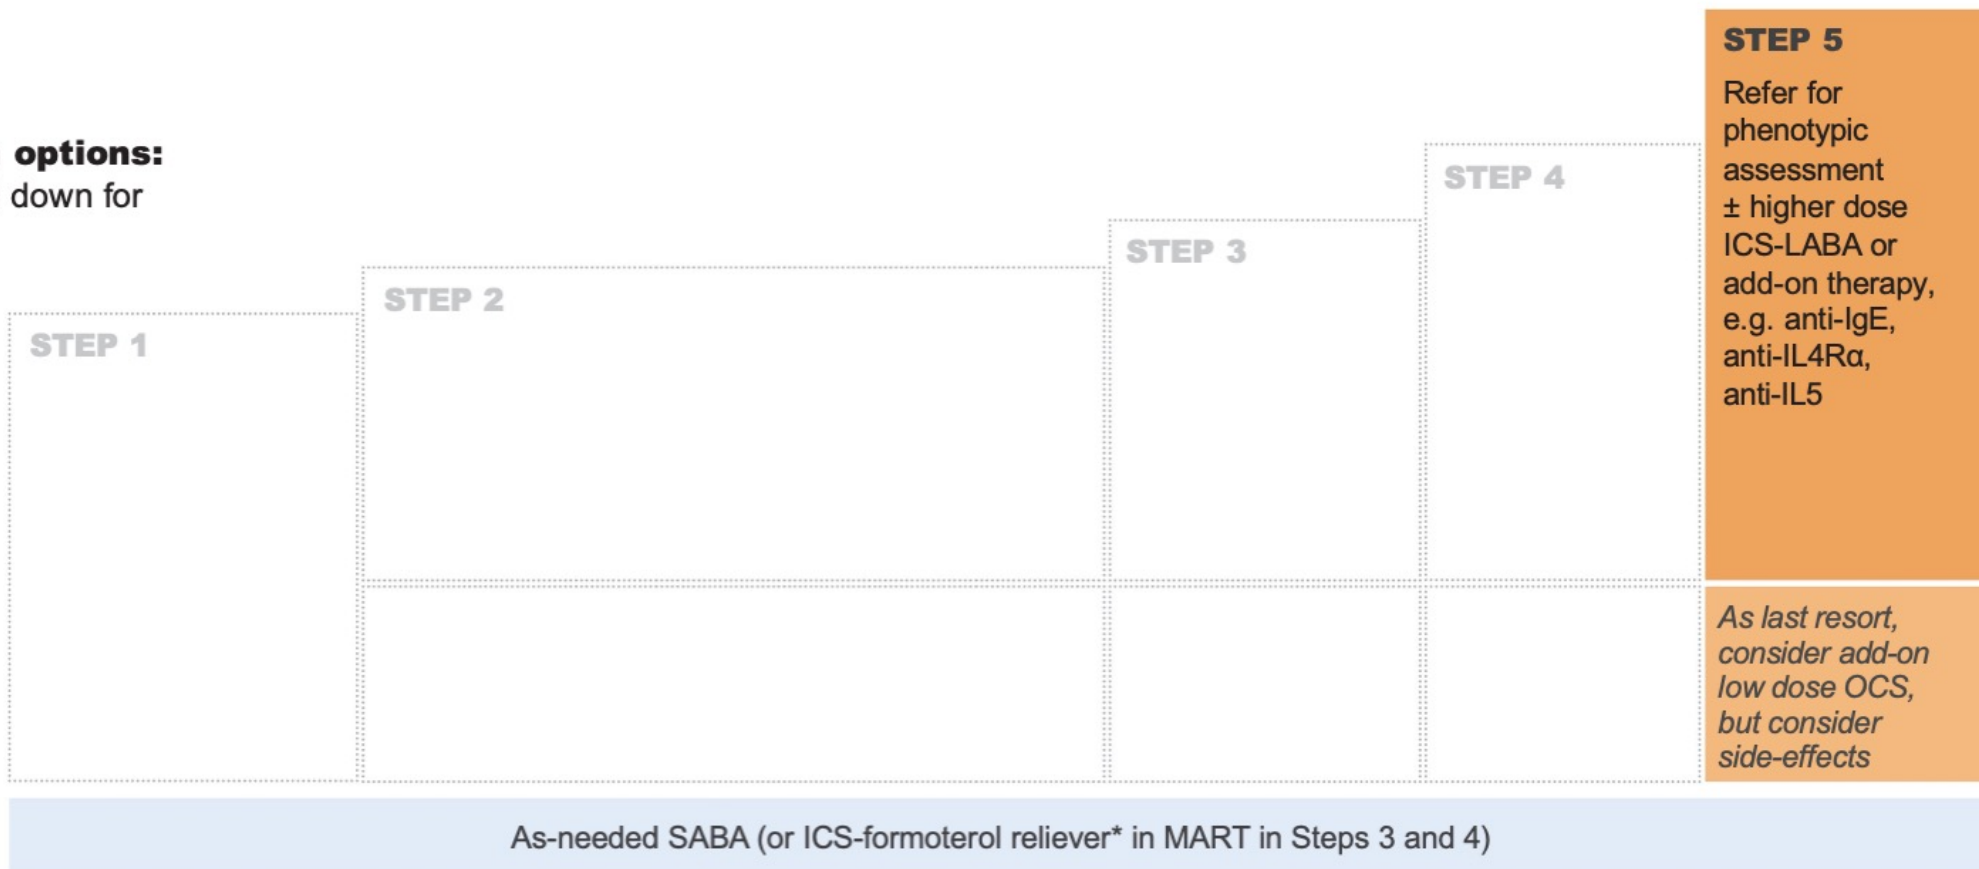 options:
down for
STEP 1
STEP 2
STEP 3
STEP 4
STEP 5
Refer for
phenotypic
assessment
± higher dose
ICS-LABA or
add-on therapy,
e.g. anti-IgE,
anti-IL4Rα,
anti-IL5
As last resort,
consider add-on
low dose OCS,
but consider
side-effects
As-needed SABA (or ICS-formoterol reliever* in MART in Steps 3 and 4)